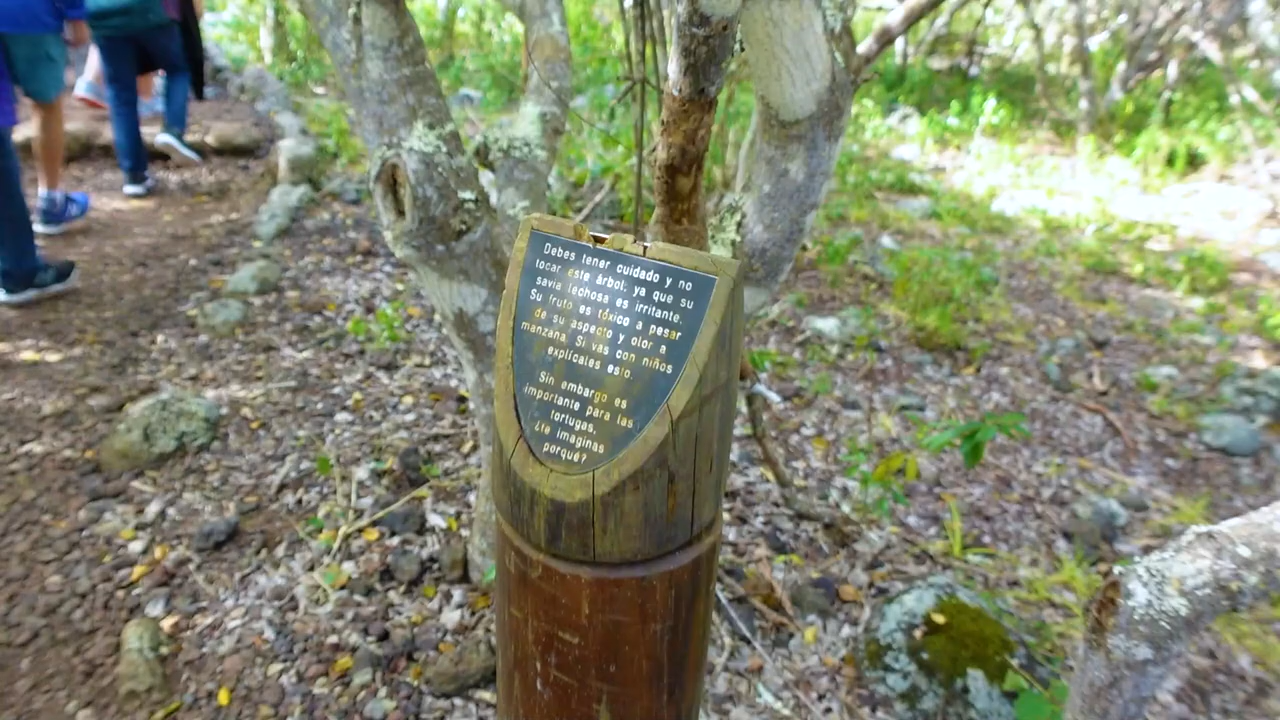 Debes tener cuidado y no
tocar este árbol; ya que su
savia lechosa es irritante.
Su fruto es tóxico a pesar
de su aspecto y olor a
manzana. Si vas con niños
explícales esto.
Sin embargo es
importante para las
tortugas,
¿te imaginas
porqué?